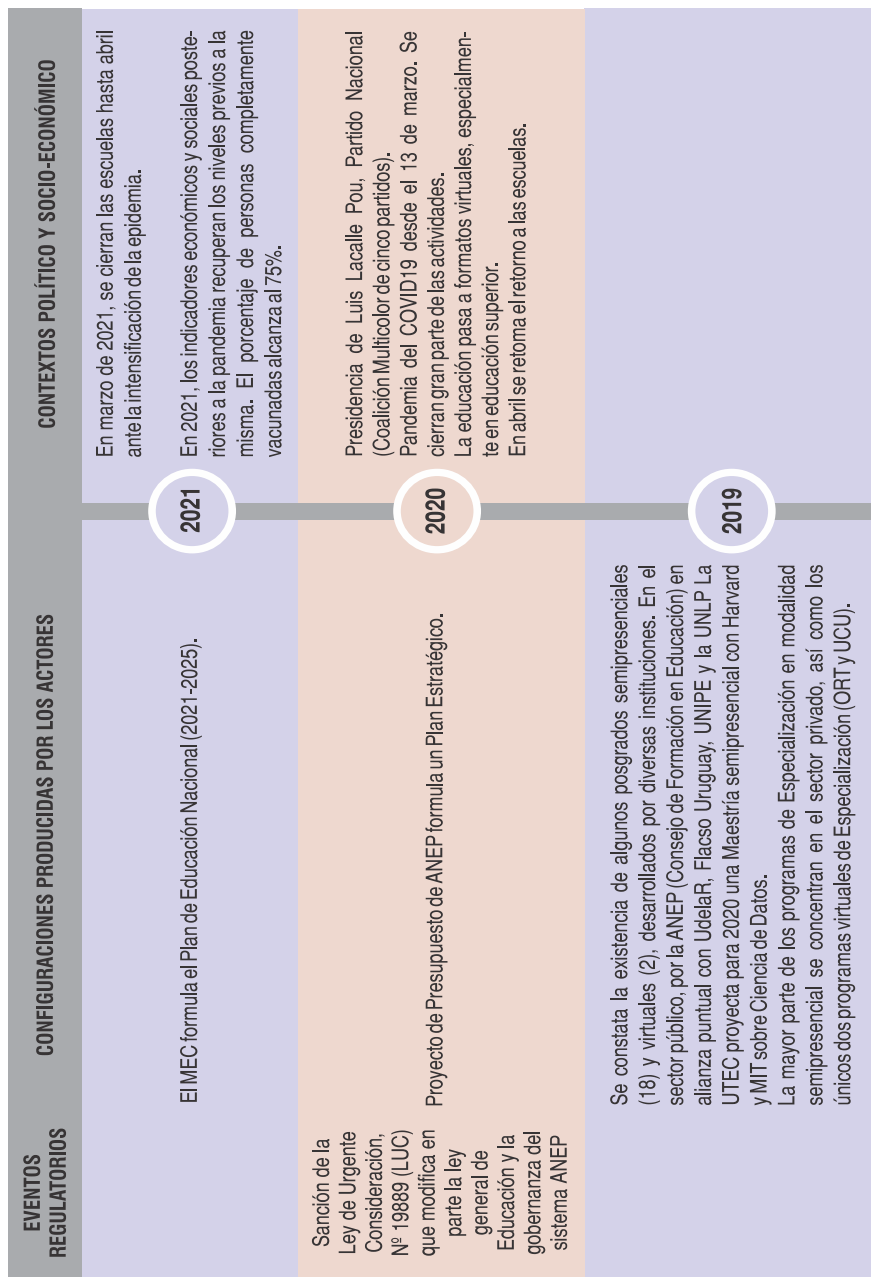 EVENTOS
REGULATORIOS
CONFIGURACIONES PRODUCIDAS POR LOS ACTORES
CONTEXTOS POLÍTICO Y SOCIO-ECONÓMICO
El MEC formula el Plan de Educación Nacional (2021-2025).
2021
En marzo de 2021, se cierran las escuelas hasta abril
ante la intensificación de la epidemia.
En 2021, los indicadores económicos y sociales poste-
riores a la pandemia recuperan los niveles previos a la
misma. El porcentaje de personas completamente
vacunadas alcanza al 75%.
Sanción de la
Ley de Urgente
Consideración,
Nº 19889 (LUC)
que modifica en
parte la ley
general de
Educación y la
gobernanza del
sistema ANEP
Proyecto de Presupuesto de ANEP formula un Plan Estratégico.
2020
Presidencia de Luis Lacalle Pou, Partido Nacional
(Coalición Multicolor de cinco partidos).
Pandemia del COVID19 desde el 13 de marzo. Se
cierran gran parte de las actividades.
La educación pasa a formatos virtuales, especialmen-
te en educación superior.
En abril se retoma el retorno a las escuelas.
Se constata la existencia de algunos posgrados semipresenciales
(18) y virtuales (2), desarrollados por diversas instituciones. En el
sector público, por la ANEP (Consejo de Formación en Educación) en
alianza puntual con UdelaR, Flacso Uruguay, UNIPE y la UNLP La
UTEC proyecta para 2020 una Maestría semipresencial con Harvard
y MIT sobre Ciencia de Datos.
La mayor parte de los programas de Especialización en modalidad
semipresencial se concentran en el sector privado, así como los
únicos dos programas virtuales de Especialización (ORT y UCU).
2019